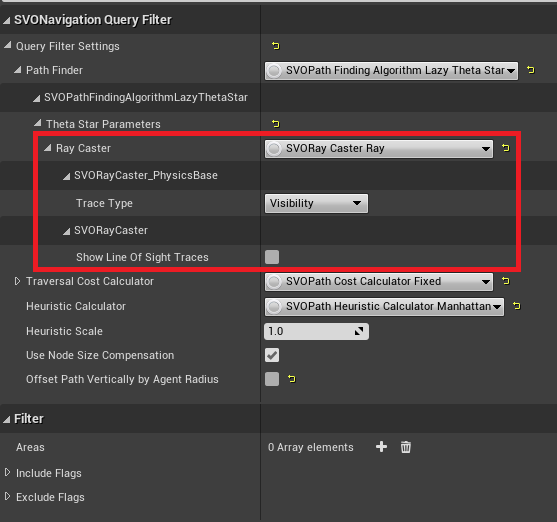 SVONavigation Query Filter
Query Filter Settings
Path Finder SVOPath Finding Algorithm Lazy Theta Star
SVOPathFindingAlgorithmLazyThetaStar
Theta Star Parameters
Ray Caster SVORay Caster Ray
SVORayCaster_PhysicsBase
Trace Type Visibility
SVORayCaster
Show Line Of Sight Traces
Traversal Cost Calculator SVOPath Cost Calculator Fixed
Heuristic Calculator SVOPath Heuristic Calculator Manhattan
Heuristic Scale 1.0
Use Node Size Compensation
Offset Path Vertically by Agent Radius
Filter
Areas 0 Array elements
Include Flags
Exclude Flags